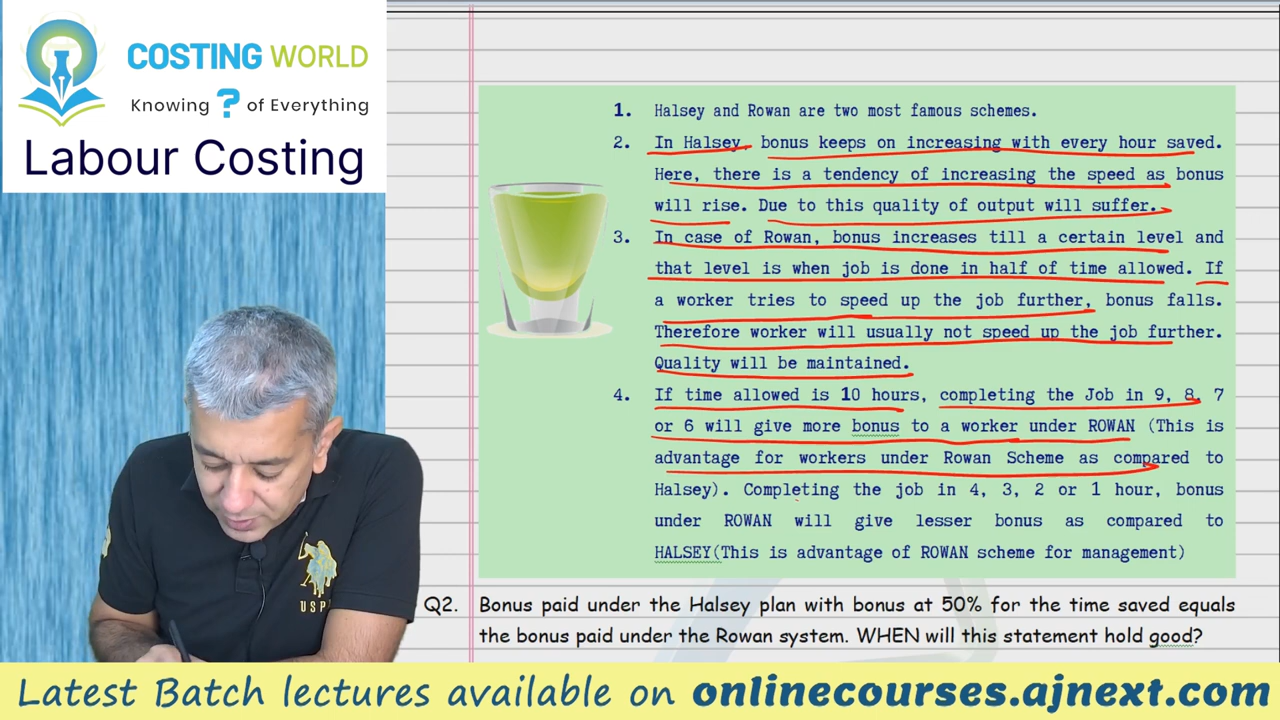 COSTING WORLD
Knowing ? of Everything
Labour Costing
1. Halsey and Rowan are two most famous schemes.
2. In Halsey, bonus keeps on increasing with every hour saved.
Here, there is a tendency of increasing the speed as bonus
will rise. Due to this quality of output will suffer.
3. In case of Rowan, bonus increases till a certain level and
that level is when job is done in half of time allowed. If
a worker tries to speed up the job further, bonus falls.
Therefore worker will usually not speed up the job further.
Quality will be maintained.
4. If time allowed is 10 hours, completing the Job in 9, 8, 7
or 6 will give more bonus to a worker under ROWAN (This is
advantage for workers under Rowan Scheme as compared to
Halsey). Completing the job in 4, 3, 2 or 1 hour, bonus
under ROWAN will give lesser bonus as compared to
HALSEY(This is advantage of ROWAN scheme for management)
Q2. Bonus paid under the Halsey plan with bonus at 50% for the time saved equals
the bonus paid under the Rowan system. WHEN will this statement hold good?
USP
Latest Batch lectures available on onlinecourses.ajnext.com